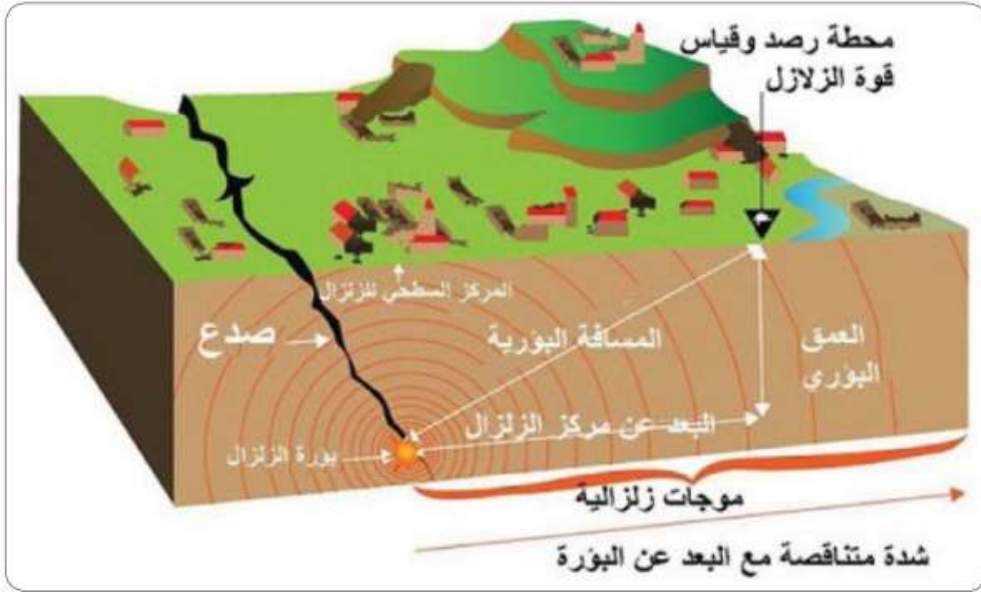 محطة رصد وقياس
قوة الزلازل
المركز السطحي للزلزال
صدع
المسافة البؤرية
العمق
البؤري
البعد عن مركز الزلزال
بورة الزلزال
موجات زلزالية
شدة متناقصة مع البعد عن البؤرة